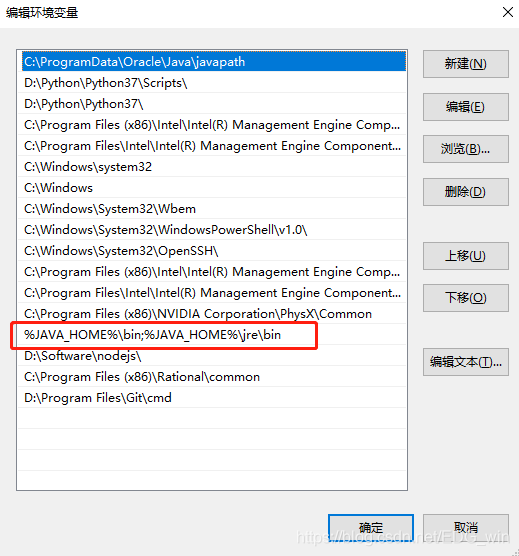 编辑环境变量
C:\ProgramData\Oracle\Java\javapath
D:\Python\Python37\Scripts\
D:\Python\Python37\
C:\Program Files (x86)\Intel\Intel(R) Management Engine Comp...
C:\Program Files\Intel\Intel(R) Management Engine Component...
C:\Windows\system32
C:\Windows
C:\Windows\System32\Wbem
C:\Windows\System32\WindowsPowerShell\v1.0\
C:\Windows\System32\OpenSSH\
C:\Program Files (x86)\Intel\Intel(R) Management Engine Comp...
C:\Program Files\Intel\Intel(R) Management Engine Component...
C:\Program Files (x86)\NVIDIA Corporation\PhysX\Common
%JAVA_HOME%\bin;%JAVA_HOME%\jre\bin
D:\Software\nodejs\
C:\Program Files (x86)\Rational\common
D:\Program Files\Git\cmd
新建(N)
编辑(E)
浏览(B)...
删除(D)
上移(U)
下移(O)
编辑文本(T)...
确定
取消
https://blog.csdn.net/EDG_win